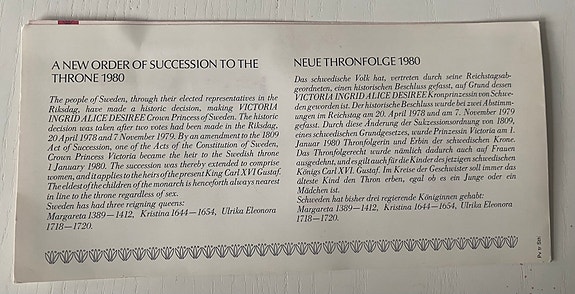 A NEW ORDER OF SUCCESSION TO THE
THRONE 1980
The people of Sweden, through their elected representatives in the
Riksdag, have made a historic decision, making VICTORIA
INGRID ALICE DESIREE Crown Princess of Sweden. The historic
decision was taken after two votes had been made in the Riksdag,
20 April 1978 and 7 November 1979. By an amendment to the 1809
Act of Succession, one of the Acts of the Constitution of Sweden,
Crown Princess Victoria became the heir to the Swedish throne
1 January 1980. The succession was thereby extended to comprise
women, and it applies to the heirs of the present King Carl XVI Gustaf.
The eldest of the children of the monarch is henceforth always nearest
in line to the throne regardless of sex.
Sweden has had three reigning queens:
Margareta 1389—1412, Kristina 1644—1654, Ulrika Eleonora
1718—1720.
NEUE THRONFOLGE 1980
Das schwedische Volk hat, vertreten durch seine Reichstagsab-
geordneten, einen historischen Beschluss gefasst, auf Grund dessen
VICTORIA INGRID ALICE DESIREE Kronprinzessin von Schwe-
den geworden ist. Der historische Beschluss wurde bei zwei Abstimm-
ungen im Reichstag am 20. April 1978 und am 7. November 1979
gefasst. Durch diese Änderung der Sukzessionsordnung von 1809,
eines schwedischen Grundgesetzes, wurde Prinzessin Victoria am 1.
Januar 1980 Thronfolgerin und Erbin der schwedischen Krone.
Das Thronfolgerecht wurde nämlich dadurch auch auf Frauen
ausgedehnt, und es gilt auch für die Kinder des jetzigen schwedischen
Königs Carl XVI. Gustaf. Im Kreise der Geschwister soll immer das
älteste Kind den Thron erben, egal ob es ein Junge oder ein
Mädchen ist.
Schweden hat bisher drei regierende Königinnen gehabt:
Margareta 1389—1412, Kristina 1644—1654, Ulrika Eleonora
1718—1720.